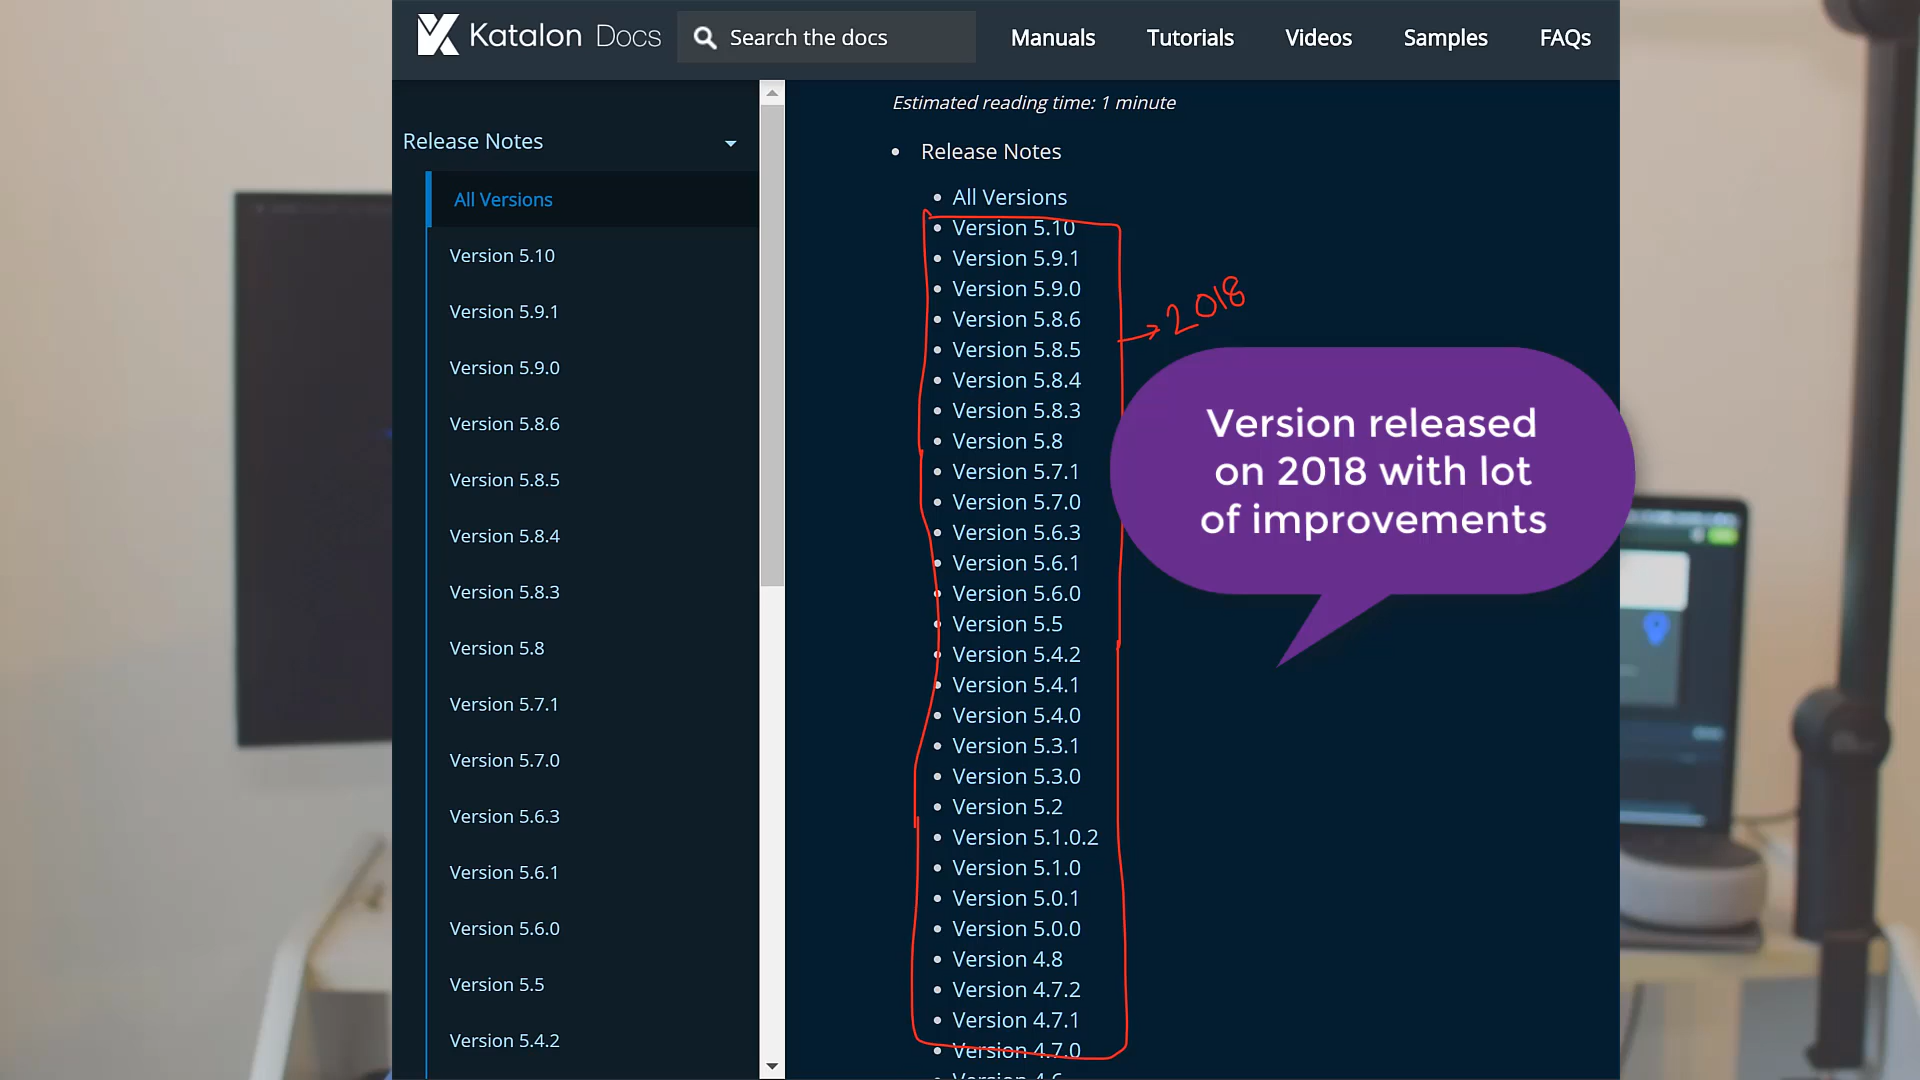 Katalon Docs
Search the docs
Manuals
Tutorials
Videos
Samples
FAQs
Release Notes
All Versions
Version 5.10
Version 5.9.1
Version 5.9.0
Version 5.8.6
Version 5.8.5
Version 5.8.4
Version 5.8.3
Version 5.8
Version 5.7.1
Version 5.7.0
Version 5.6.3
Version 5.6.1
Version 5.6.0
Version 5.5
Version 5.4.2
Estimated reading time: 1 minute
Release Notes
All Versions
Version 5.10
Version 5.9.1
Version 5.9.0
Version 5.8.6
Version 5.8.5
Version 5.8.4
Version 5.8.3
Version 5.8
Version 5.7.1
Version 5.7.0
Version 5.6.3
Version 5.6.1
Version 5.6.0
Version 5.5
Version 5.4.2
Version 5.4.1
Version 5.4.0
Version 5.3.1
Version 5.3.0
Version 5.2
Version 5.1.0.2
Version 5.1.0
Version 5.0.1
Version 5.0.0
Version 4.8
Version 4.7.2
Version 4.7.1
Version 4.7.0
Version 4.6
2018
Version released
on 2018 with lot
of improvements